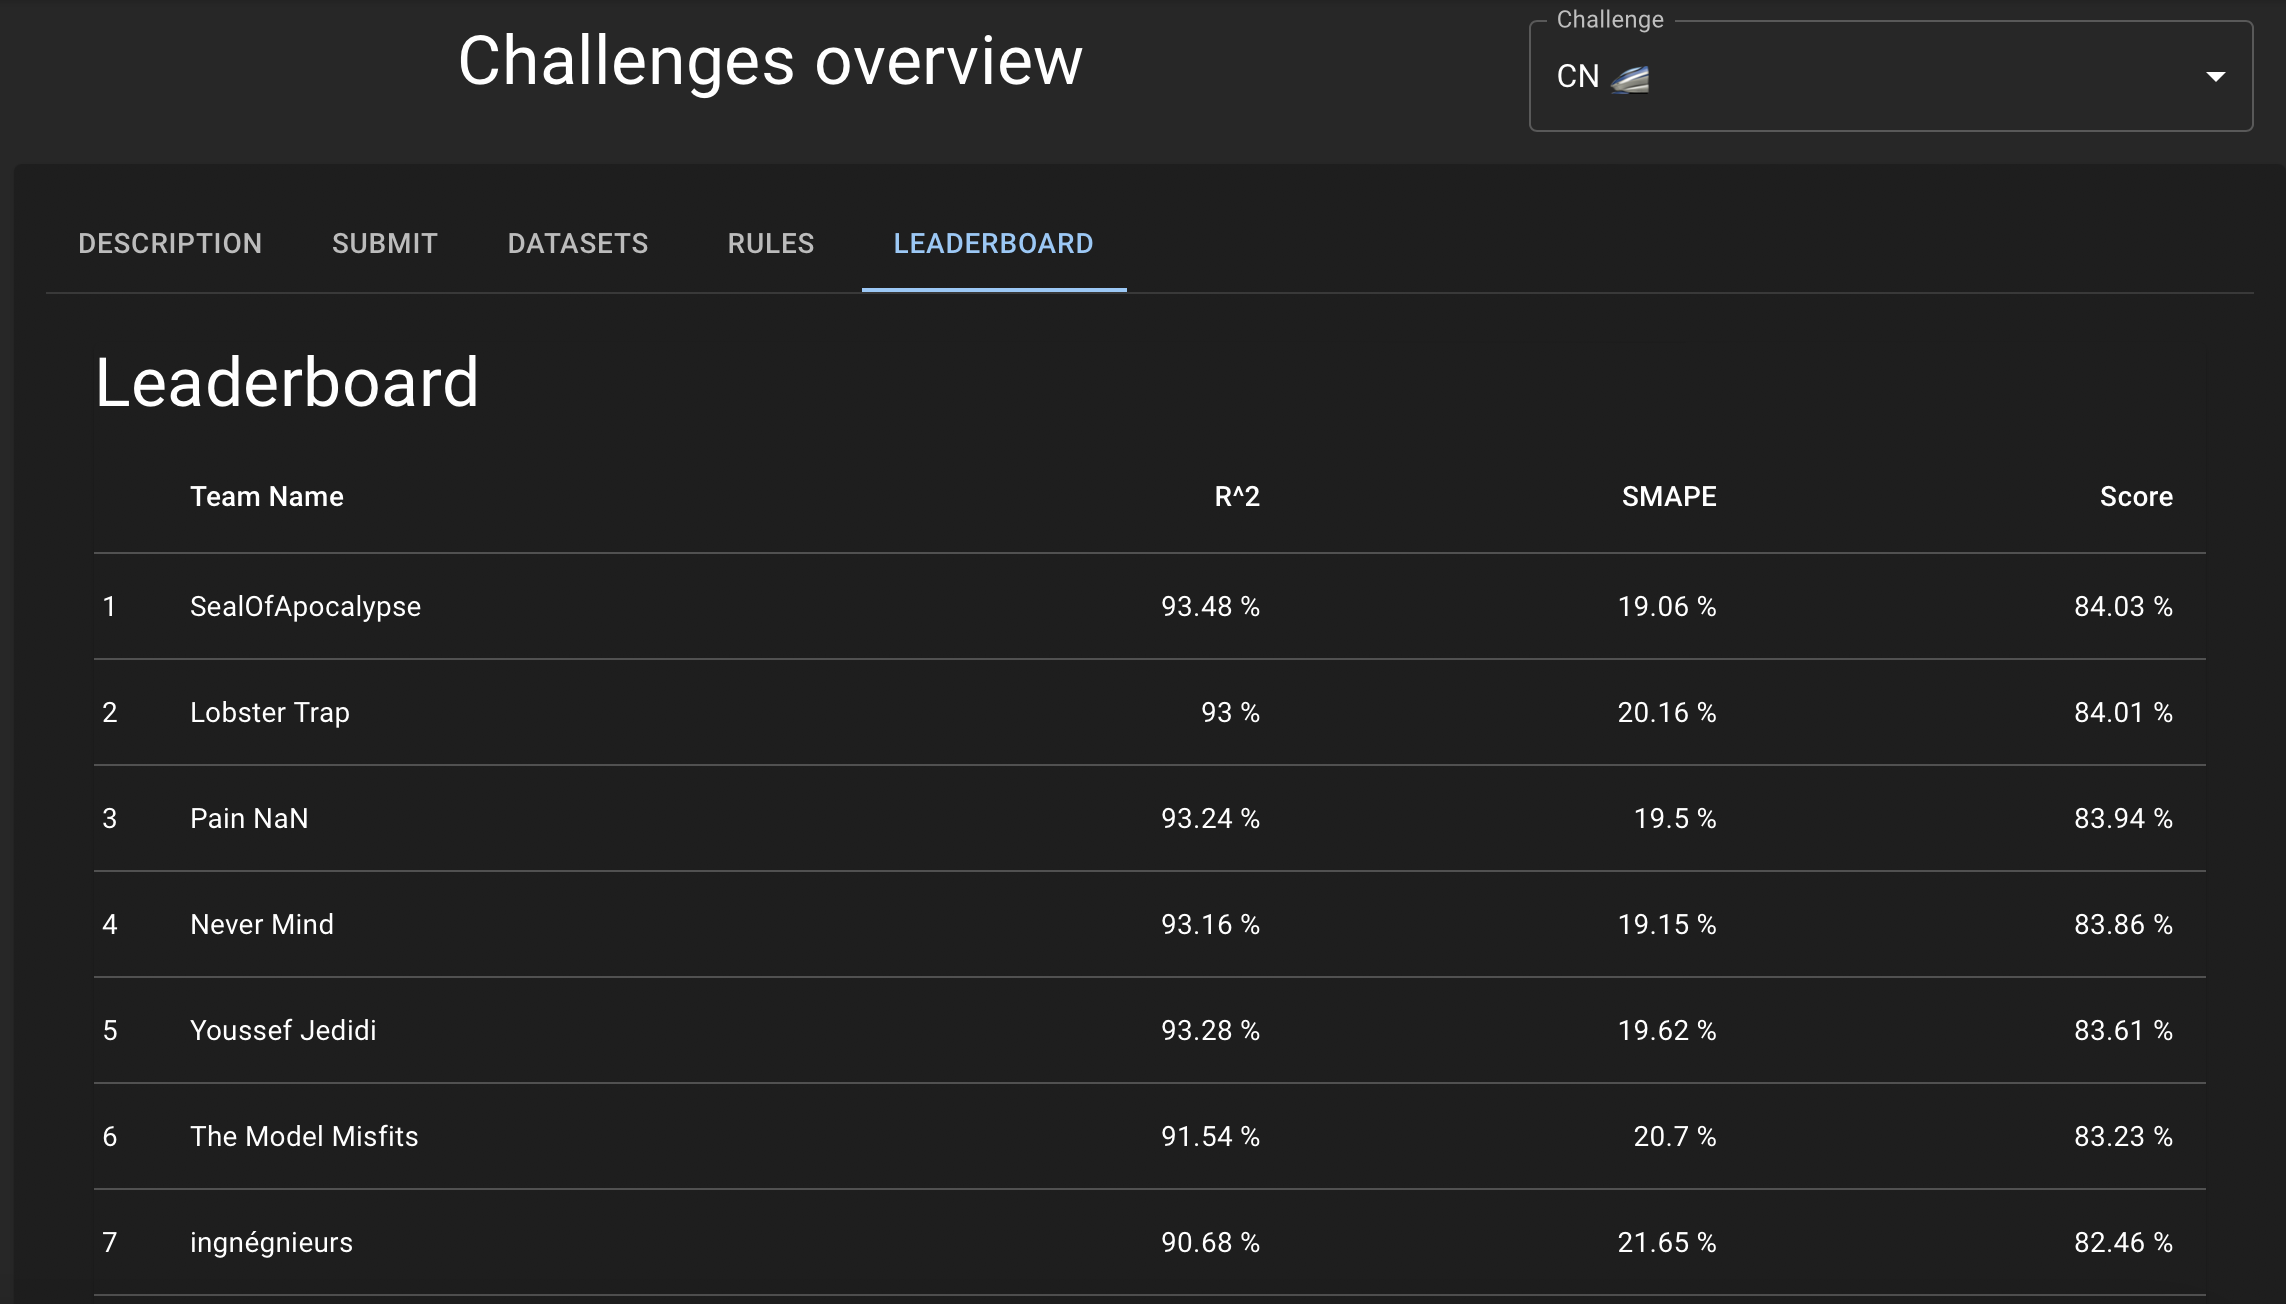 Challenges overview
Challenge
CN 🚄
DESCRIPTION SUBMIT DATASETS RULES LEADERBOARD
Leaderboard
Team Name R^2 SMAPE Score
1 SealOfApocalypse 93.48 % 19.06 % 84.03 %
2 Lobster Trap 93 % 20.16 % 84.01 %
3 Pain NaN 93.24 % 19.5 % 83.94 %
4 Never Mind 93.16 % 19.15 % 83.86 %
5 Youssef Jedidi 93.28 % 19.62 % 83.61 %
6 The Model Misfits 91.54 % 20.7 % 83.23 %
7 ingnégnieurs 90.68 % 21.65 % 82.46 %